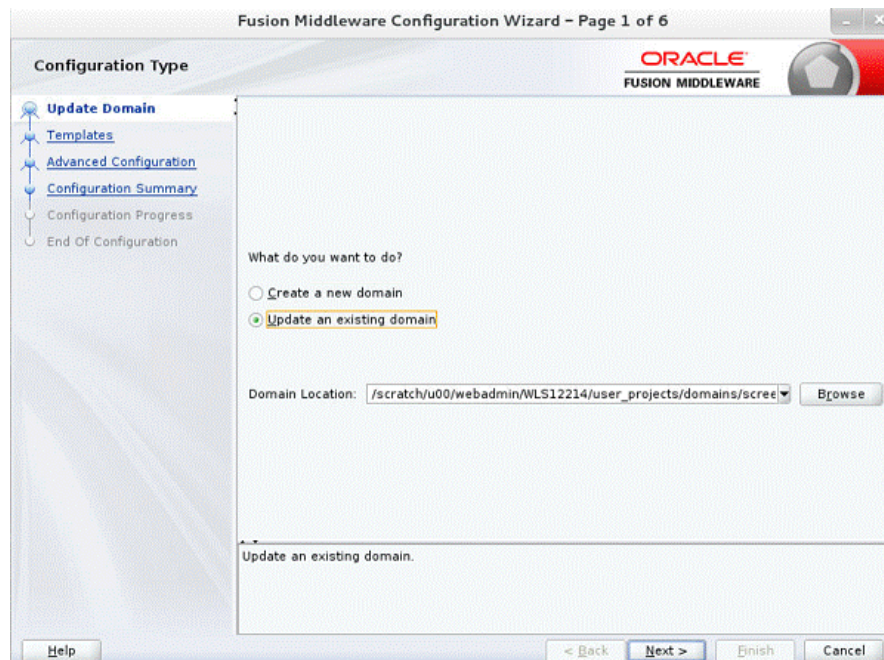 Fusion Middleware Configuration Wizard – Page 1 of 6
Configuration Type
ORACLE
FUSION MIDDLEWARE
Update Domain
Templates
Advanced Configuration
Configuration Summary
Configuration Progress
End Of Configuration
What do you want to do?
Create a new domain
Update an existing domain
Domain Location: /scratch/u00/webadmin/WLS12214/user_projects/domains/scree Browse
Update an existing domain.
Help < Back Next > Finish Cancel